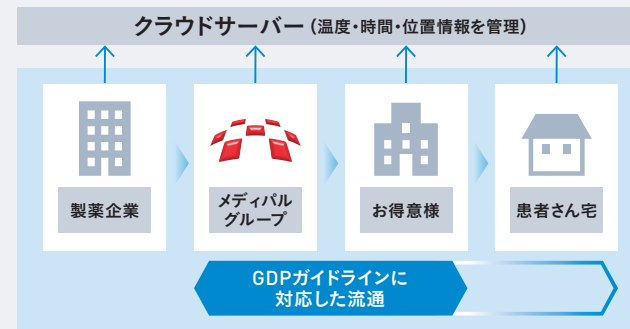 クラウドサーバー（温度・時間・位置情報を管理）
製薬企業
メディパル
グループ
お得意様
患者さん宅
GDPガイドラインに
対応した流通